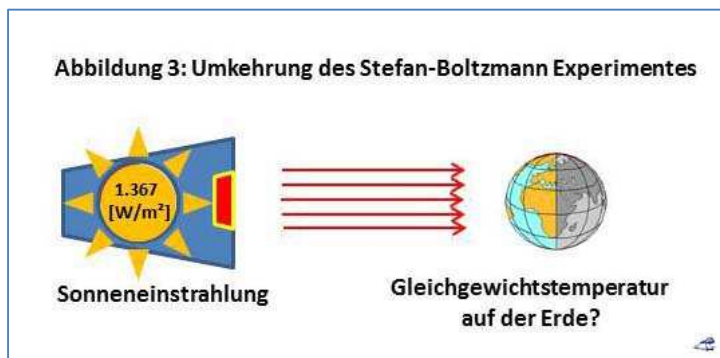 Abbildung 3: Umkehrung des Stefan-Boltzmann Experimentes
1.367
[W/m²]
Sonneneinstrahlung
Gleichgewichtstemperatur
auf der Erde?